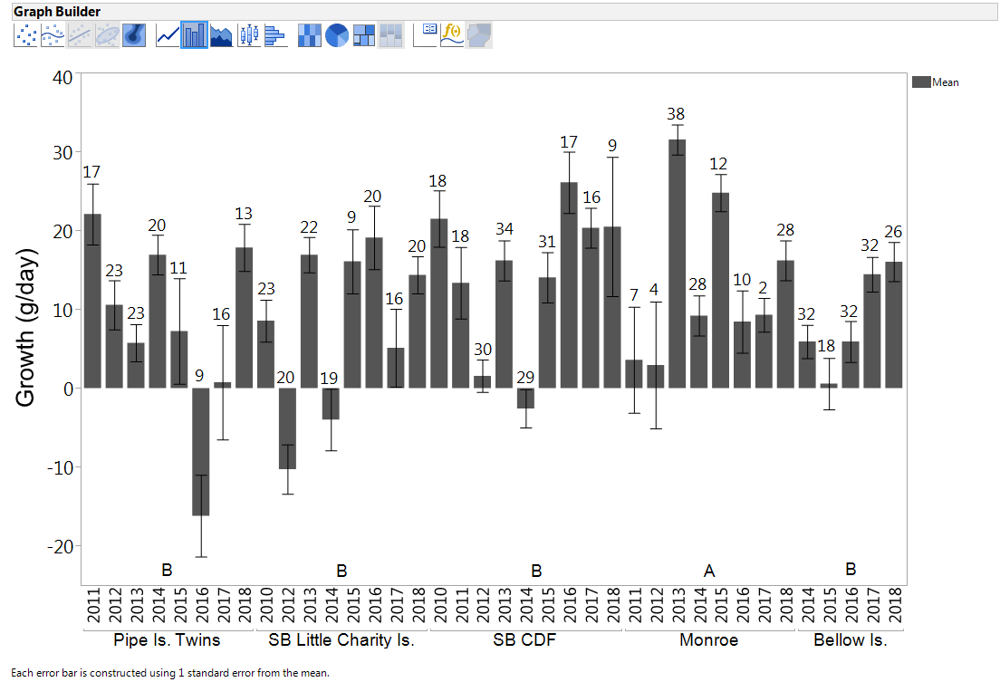 Graph Builder
Mean
Growth (g/day)
40
30
20
10
0
-10
-20
17 23 23 20 11 9 16 13 23 20 22 19 9 20 16 20 18 18 30 34 29 31 17 16 9 7 4 38 28 12 10 2 28 32 18 32 32 26
B B B A B
2011 2012 2013 2014 2015 2016 2017 2018 2010 2012 2013 2014 2015 2016 2017 2018 2010 2011 2012 2013 2014 2015 2016 2017 2018 2011 2012 2013 2014 2015 2016 2017 2018 2014 2015 2016 2017 2018
Pipe Is. Twins SB Little Charity Is. SB CDF Monroe Bellow Is.
Each error bar is constructed using 1 standard error from the mean.